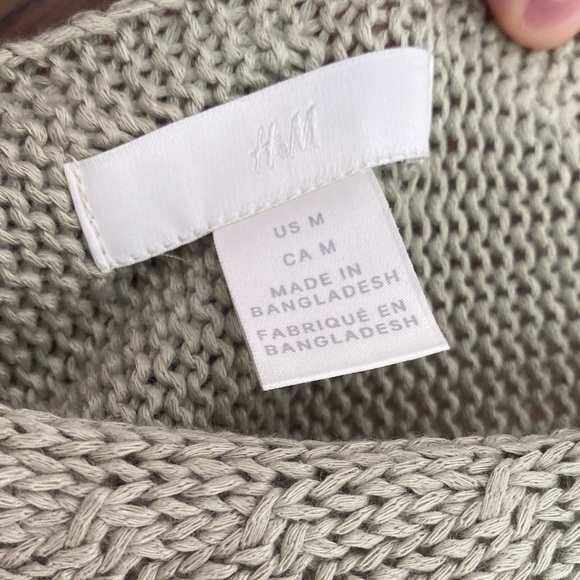 H&M
US M
CA M
MADE IN
BANGLADESH
FABRIQUÉ EN
BANGLADESH